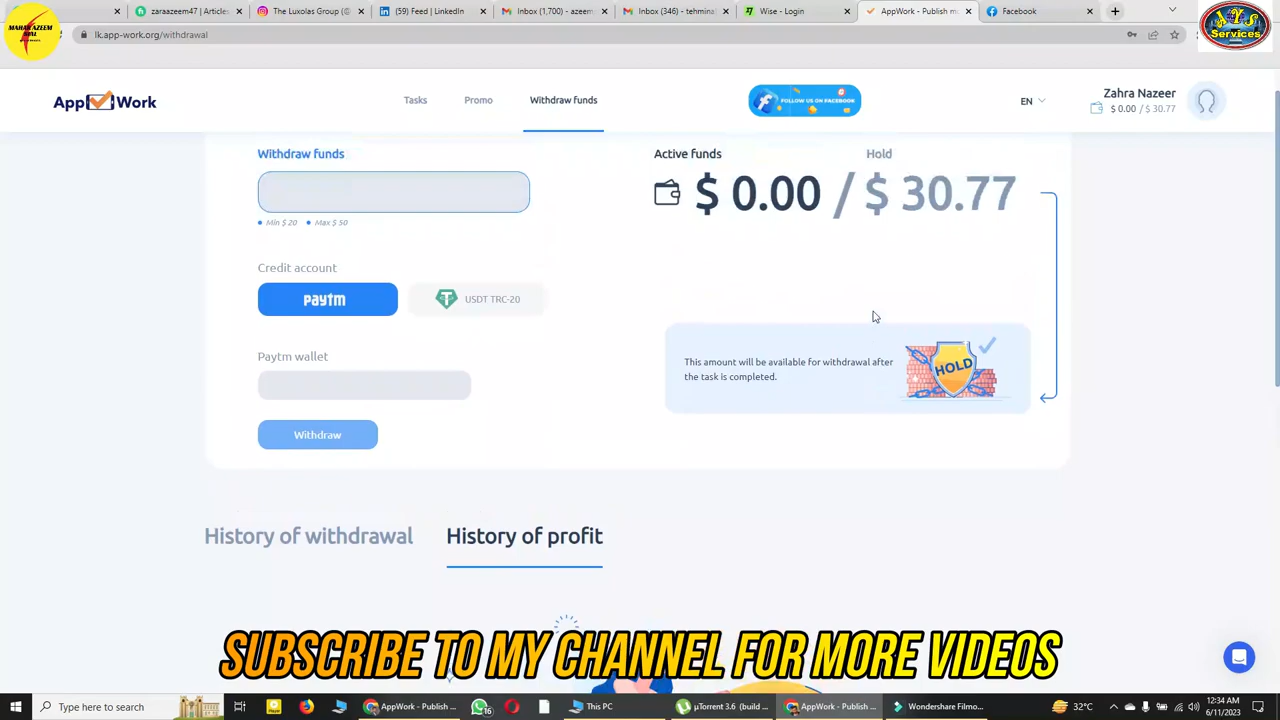 zaraazeem47 | Articles
The Luxolas Group (@
(59) Feed | LinkedIn
Inbox (1,700) - azeem
Inbox (346) - tehmina
Wise - Login
AppWork - Publish m
Facebook
MAHAR AZEEM
AYS
Services
lk.app-work.org/withdrawal
App Work
Tasks
Promo
Withdraw funds
FOLLOW US ON FACEBOOK
EN
Zahra Nazeer
$ 0.00 / $ 30.77
Withdraw funds
Active funds
Hold
$ 0.00 / $ 30.77
Min $ 20
Max $ 50
Credit account
paytm
USDT TRC-20
Paytm wallet
This amount will be available for withdrawal after
the task is completed.
HOLD
Withdraw
History of withdrawal
History of profit
SUBSCRIBE TO MY CHANNEL FOR MORE VIDEOS
Type here to search
AppWork - Publish ...
16
This PC
µTorrent 3.6 (build ...
AppWork - Publish ...
Wondershare Filmo...
32°C
12:34 AM
6/11/2023